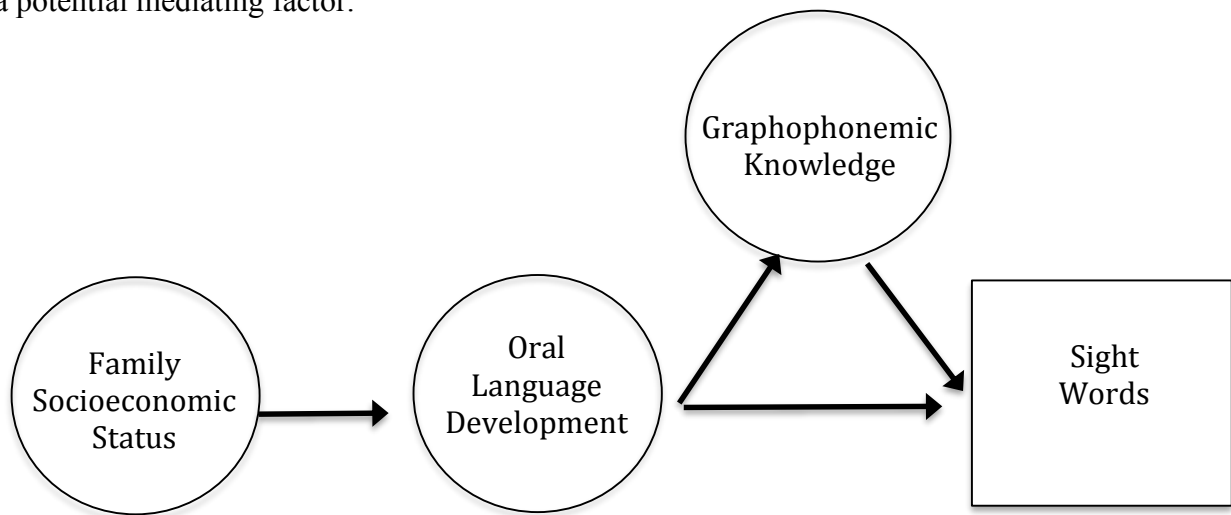 a potential mediating factor.
Graphophonemic
Knowledge
Family
Socioeconomic
Status
Oral
Language
Development
Sight
Words